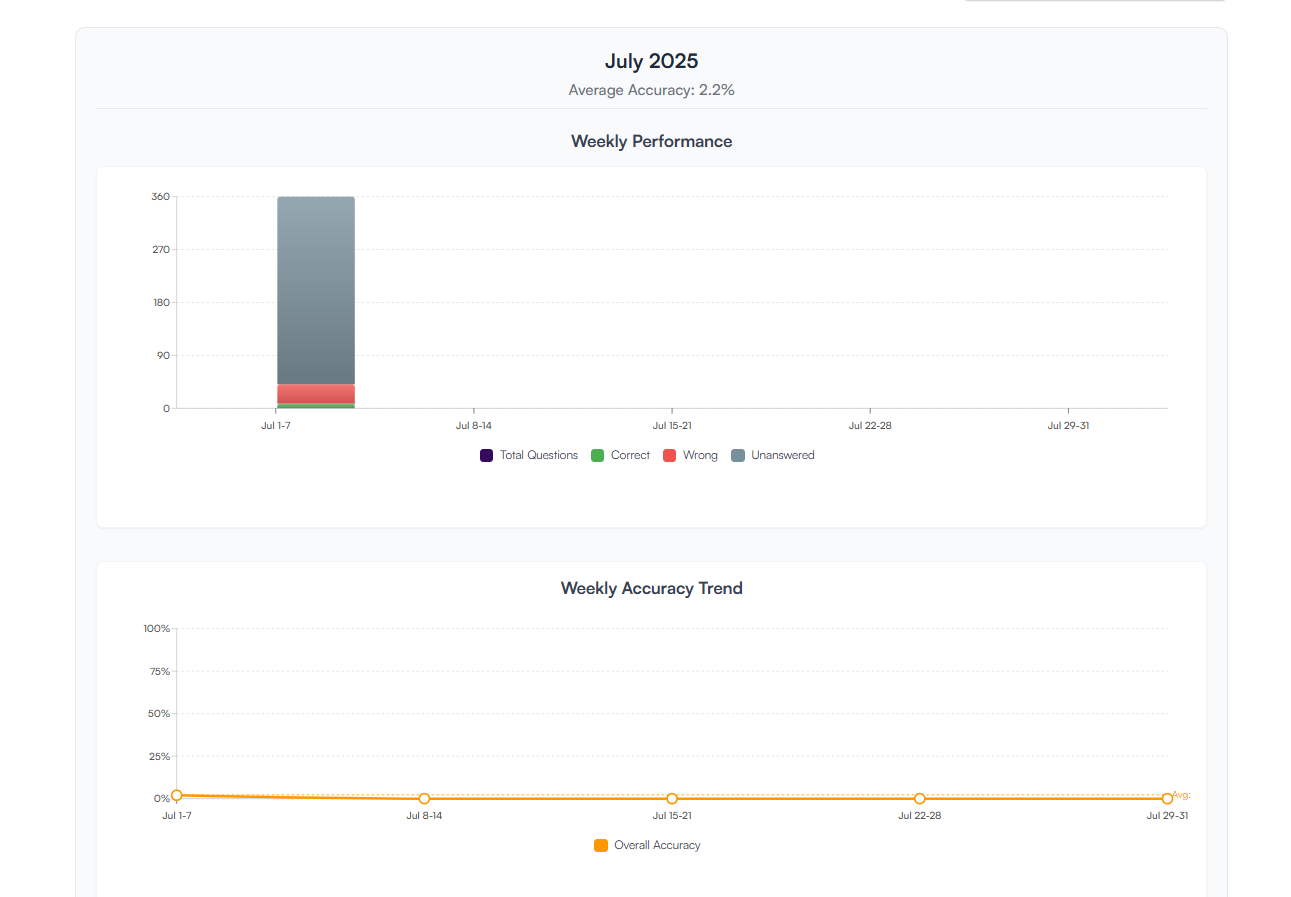 July 2025
Average Accuracy: 2.2%
Weekly Performance
360
270
180
90
0
Jul 1-7 Jul 8-14 Jul 15-21 Jul 22-28 Jul 29-31
Total Questions Correct Wrong Unanswered
Weekly Accuracy Trend
100%
75%
50%
25%
0%
Avg:
Jul 1-7 Jul 8-14 Jul 15-21 Jul 22-28 Jul 29-31
Overall Accuracy